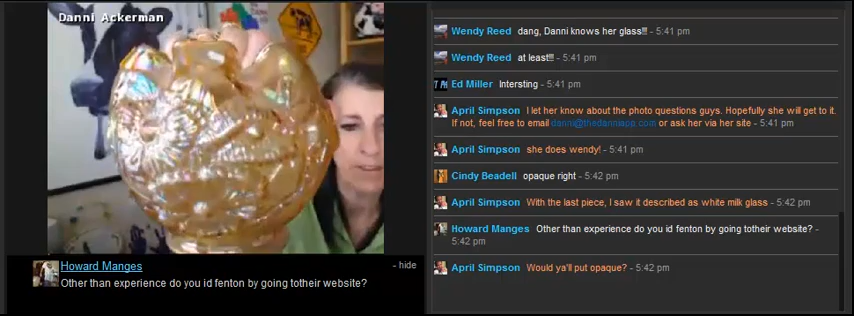 Danni Ackerman
Howard Manges
- hide
Other than experience do you id fenton by going totheir website?
Wendy Reed dang, Danni knows her glass!!! - 5:41 pm
Wendy Reed at least!!! - 5:41 pm
Ed Miller Intersting - 5:41 pm
April Simpson I let her know about the photo questions guys. Hopefully she will get to it.
If not, feel free to email danni@thedanniapp.com or ask her via her site - 5:41 pm
April Simpson she does wendy! - 5:41 pm
Cindy Beadell opaque right - 5:42 pm
April Simpson With the last piece, I saw it described as white milk glass - 5:42 pm
Howard Manges Other than experience do you id fenton by going totheir website? -
5:42 pm
April Simpson Would ya'll put opaque? - 5:42 pm